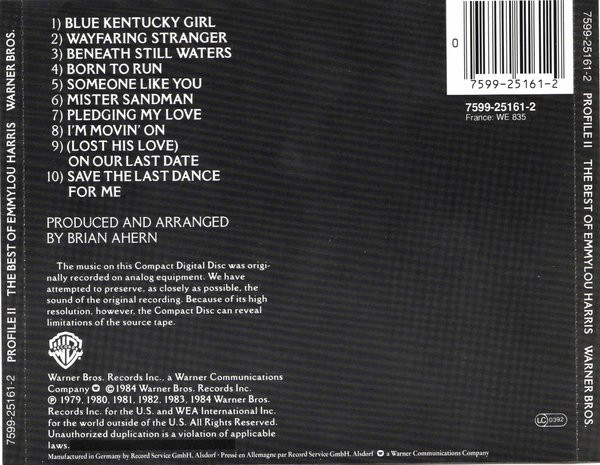 7599-25161-2 PROFILE II THE BEST OF EMMYLOU HARRIS WARNER BROS.
1) BLUE KENTUCKY GIRL
2) WAYFARING STRANGER
3) BENEATH STILL WATERS
4) BORN TO RUN
5) SOMEONE LIKE YOU
6) MISTER SANDMAN
7) PLEDGING MY LOVE
8) I'M MOVIN' ON
9) (LOST HIS LOVE)
ON OUR LAST DATE
10) SAVE THE LAST DANCE
FOR ME
PRODUCED AND ARRANGED
BY BRIAN AHERN
The music on this Compact Digital Disc was origi-
nally recorded on analog equipment. We have
attempted to preserve, as closely as possible, the
sound of the original recording. Because of its high
resolution, however, the Compact Disc can reveal
limitations of the source tape.
WARNER BROS. RECORDS INC.
Warner Bros. Records Inc., a Warner Communications
Company ©1984 Warner Bros. Records Inc.
℗ 1979, 1980, 1981, 1982, 1983, 1984 Warner Bros.
Records Inc. for the U.S. and WEA International Inc.
for the world outside of the U.S. All Rights Reserved.
Unauthorized duplication is a violation of applicable
laws.
Manufactured in Germany by Record Service GmbH, Alsdorf · Pressé en Allemagne par Record Service GmbH, Alsdorf · a Warner Communications Company
0
7599-25161-2
7599-25161-2
France: WE 835
LC 0392
7599-25161-2 PROFILE II THE BEST OF EMMYLOU HARRIS WARNER BROS.